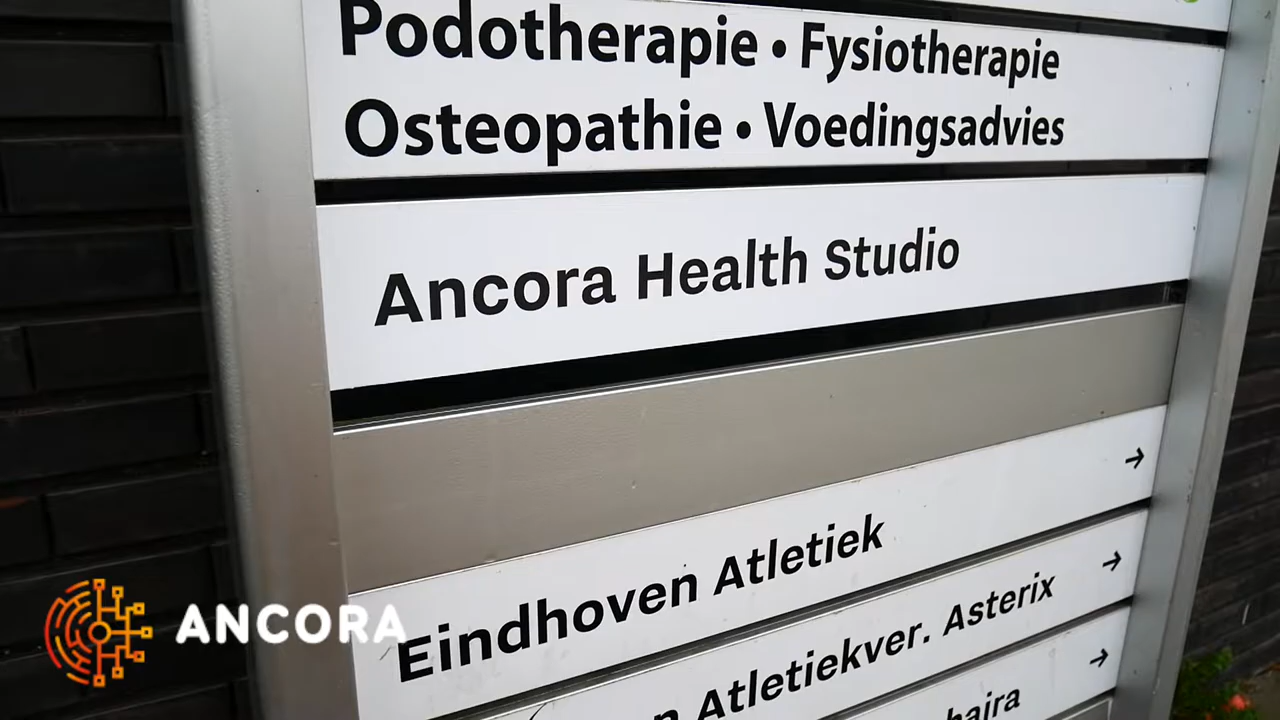 Podotherapie • Fysiotherapie
Osteopathie • Voedingsadvies
Ancora Health Studio
→
Eindhoven Atletiek
→
Atletiekver. Asterix
→
ANCORA